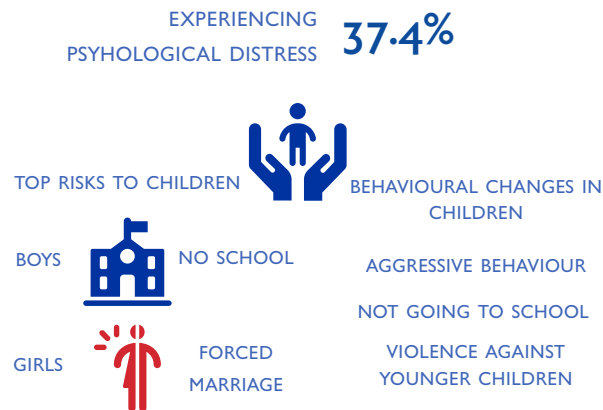 EXPERIENCING
PSYHOLOGICAL DISTRESS
37.4%
TOP RISKS TO CHILDREN
BOYS
NO SCHOOL
GIRLS
FORCED
MARRIAGE
BEHAVIOURAL CHANGES IN
CHILDREN
AGGRESSIVE BEHAVIOUR
NOT GOING TO SCHOOL
VIOLENCE AGAINST
YOUNGER CHILDREN